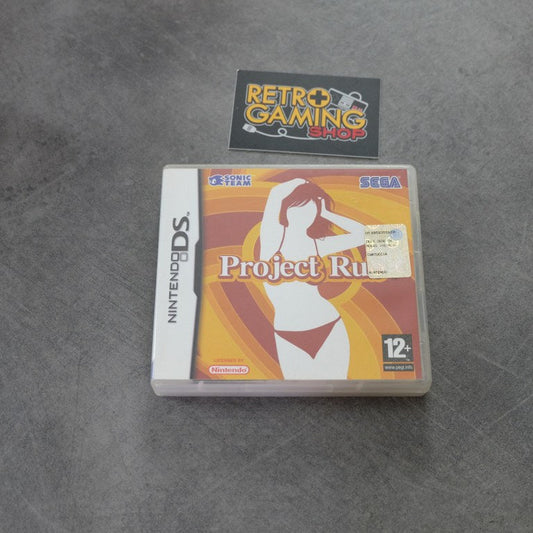 RETRO
GAMING
SHOP
NINTENDO DS
SONIC
TEAM
SEGA
Project Ru
12+
www.pegi.info
LICENSED BY
Nintendo